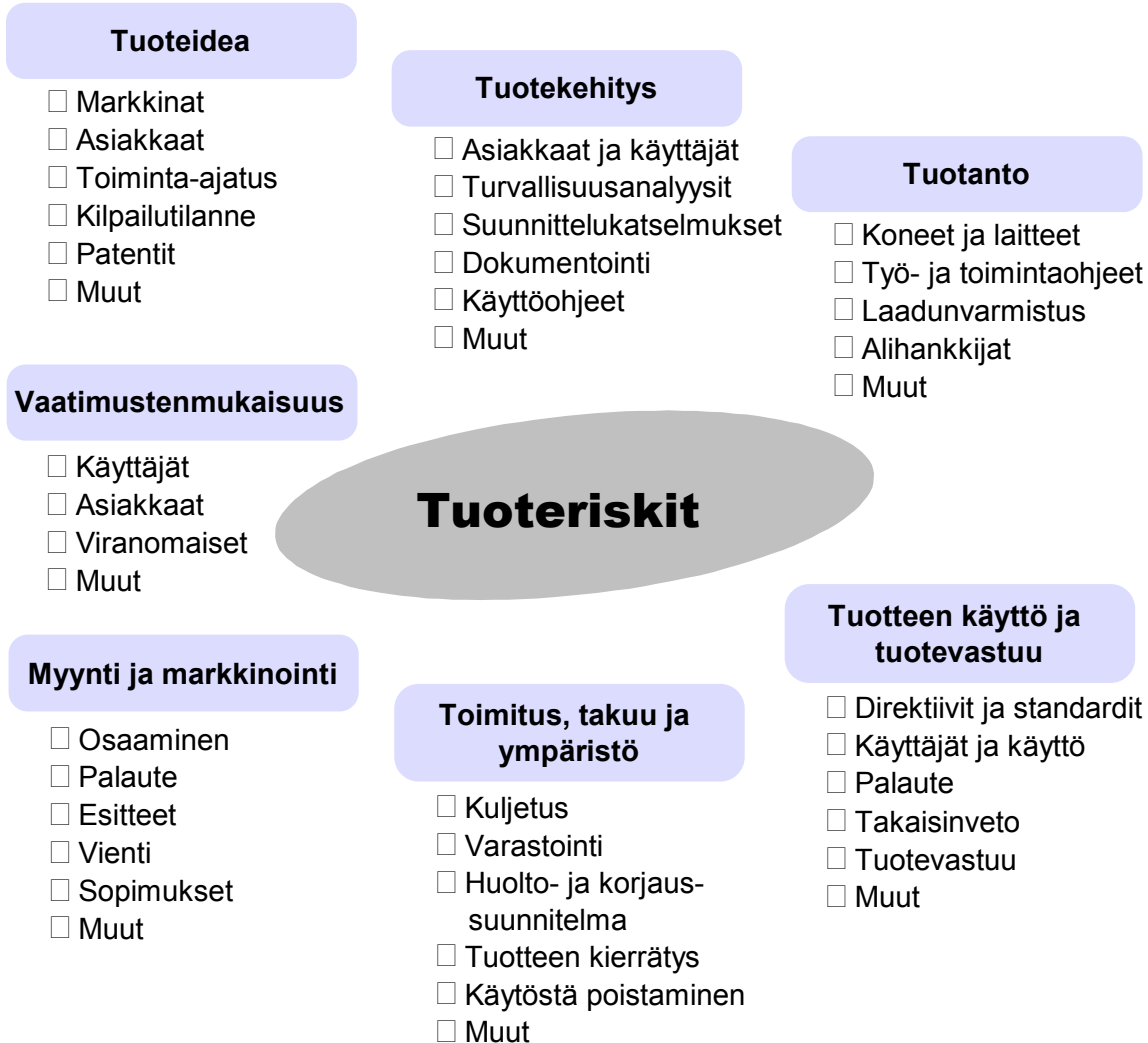 Tuoteidea
☐ Markkinat
☐ Asiakkaat
☐ Toiminta-ajatus
☐ Kilpailutilanne
☐ Patentit
☐ Muut
Tuotekehitys
☐ Asiakkaat ja käyttäjät
☐ Turvallisuusanalyysit
☐ Suunnittelukatselmukset
☐ Dokumentointi
☐ Käyttöohjeet
☐ Muut
Tuotanto
☐ Koneet ja laitteet
☐ Työ- ja toimintaohjeet
☐ Laadunvarmistus
☐ Alihankkijat
☐ Muut
Vaatimustenmukaisuus
☐ Käyttäjät
☐ Asiakkaat
☐ Viranomaiset
☐ Muut
Tuoteriskit
Myynti ja markkinointi
☐ Osaaminen
☐ Palaute
☐ Esitteet
☐ Vienti
☐ Sopimukset
☐ Muut
Toimitus, takuu ja
ympäristö
☐ Kuljetus
☐ Varastointi
☐ Huolto- ja korjaus-
suunnitelma
☐ Tuotteen kierrätys
☐ Käytöstä poistaminen
☐ Muut
Tuotteen käyttö ja
tuotevastuu
☐ Direktiivit ja standardit
☐ Käyttäjät ja käyttö
☐ Palaute
☐ Takaisinveto
☐ Tuotevastuu
☐ Muut